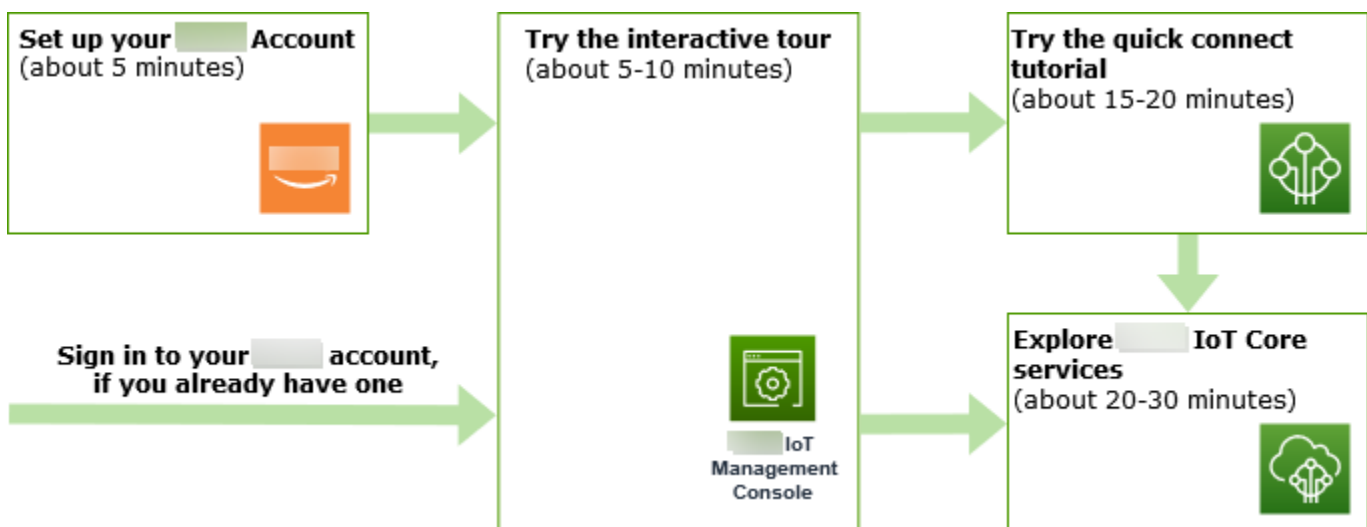 Set up your Account
(about 5 minutes)
Try the interactive tour
(about 5-10 minutes)
Try the quick connect
tutorial
(about 15-20 minutes)
Sign in to your account,
if you already have one
IoT
Management
Console
Explore IoT Core
services
(about 20-30 minutes)